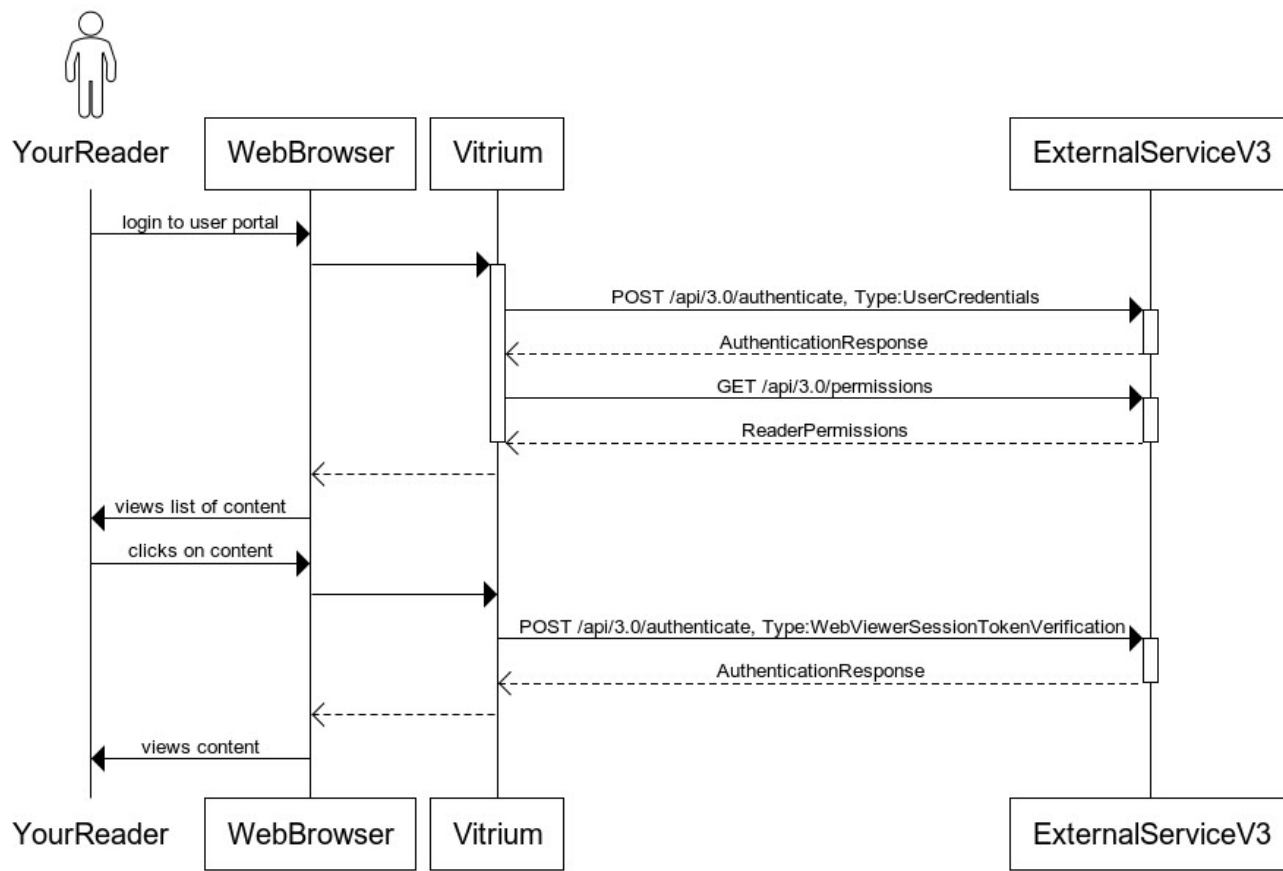 YourReader
WebBrowser
Vitrium
ExternalServiceV3
login to user portal
POST /api/3.0/authenticate, Type:UserCredentials
AuthenticationResponse
GET /api/3.0/permissions
ReaderPermissions
views list of content
clicks on content
POST /api/3.0/authenticate, Type:WebViewerSessionTokenVerification
AuthenticationResponse
views content
YourReader
WebBrowser
Vitrium
ExternalServiceV3